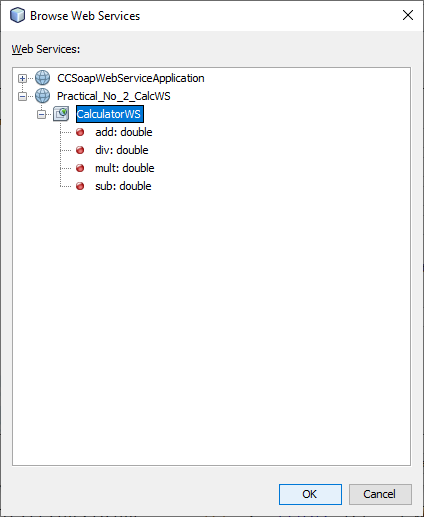 Browse Web Services
Web Services:
CCSoapWebServiceApplication
Practical_No_2_CalcWS
CalculatorWS
add: double
div: double
mult: double
sub: double
OK Cancel